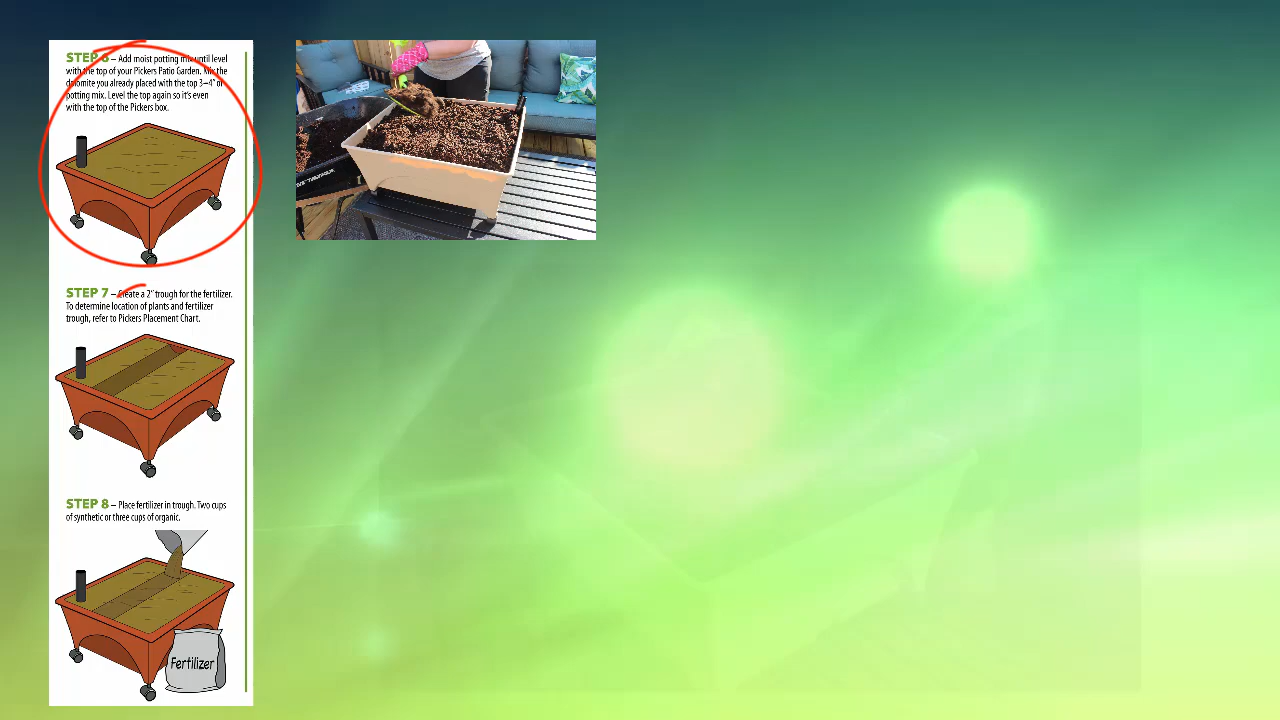 STEP 6 – Add moist potting mix until level
with the top of your Pickers Patio Garden. Mix the
dolomite you already placed with the top 3–4" of
potting mix. Level the top again so it's even
with the top of the Pickers box.
STEP 7 – Create a 2" trough for the fertilizer.
To determine location of plants and fertilizer
trough, refer to Pickers Placement Chart.
STEP 8 – Place fertilizer in trough. Two cups
of synthetic or three cups of organic.
Fertilizer